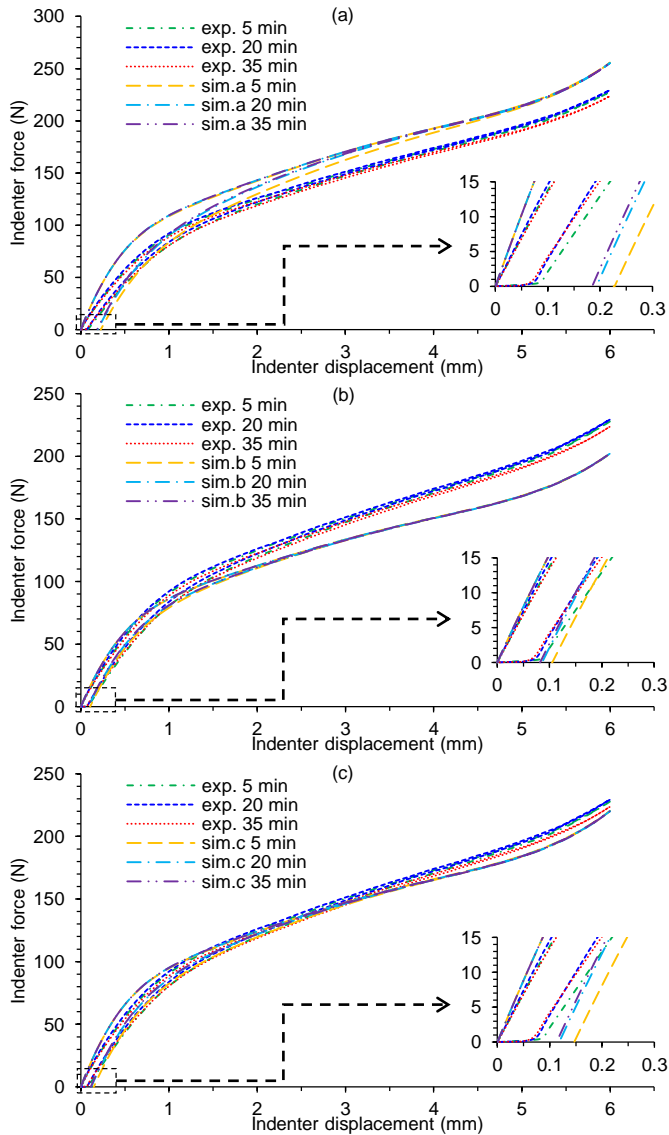 (a)
exp. 5 min
exp. 20 min
exp. 35 min
sim.a 5 min
sim.a 20 min
sim.a 35 min
Indenter force (N)
300
250
200
150
100
50
0
0 1 2 3 4 5 6
Indenter displacement (mm)
15
10
5
0
0 0.1 0.2 0.3
(b)
exp. 5 min
exp. 20 min
exp. 35 min
sim.b 5 min
sim.b 20 min
sim.b 35 min
Indenter force (N)
250
200
150
100
50
0
0 1 2 3 4 5 6
Indenter displacement (mm)
15
10
5
0
0 0.1 0.2 0.3
(c)
exp. 5 min
exp. 20 min
exp. 35 min
sim.c 5 min
sim.c 20 min
sim.c 35 min
Indenter force (N)
250
200
150
100
50
0
0 1 2 3 4 5 6
Indenter displacement (mm)
15
10
5
0
0 0.1 0.2 0.3